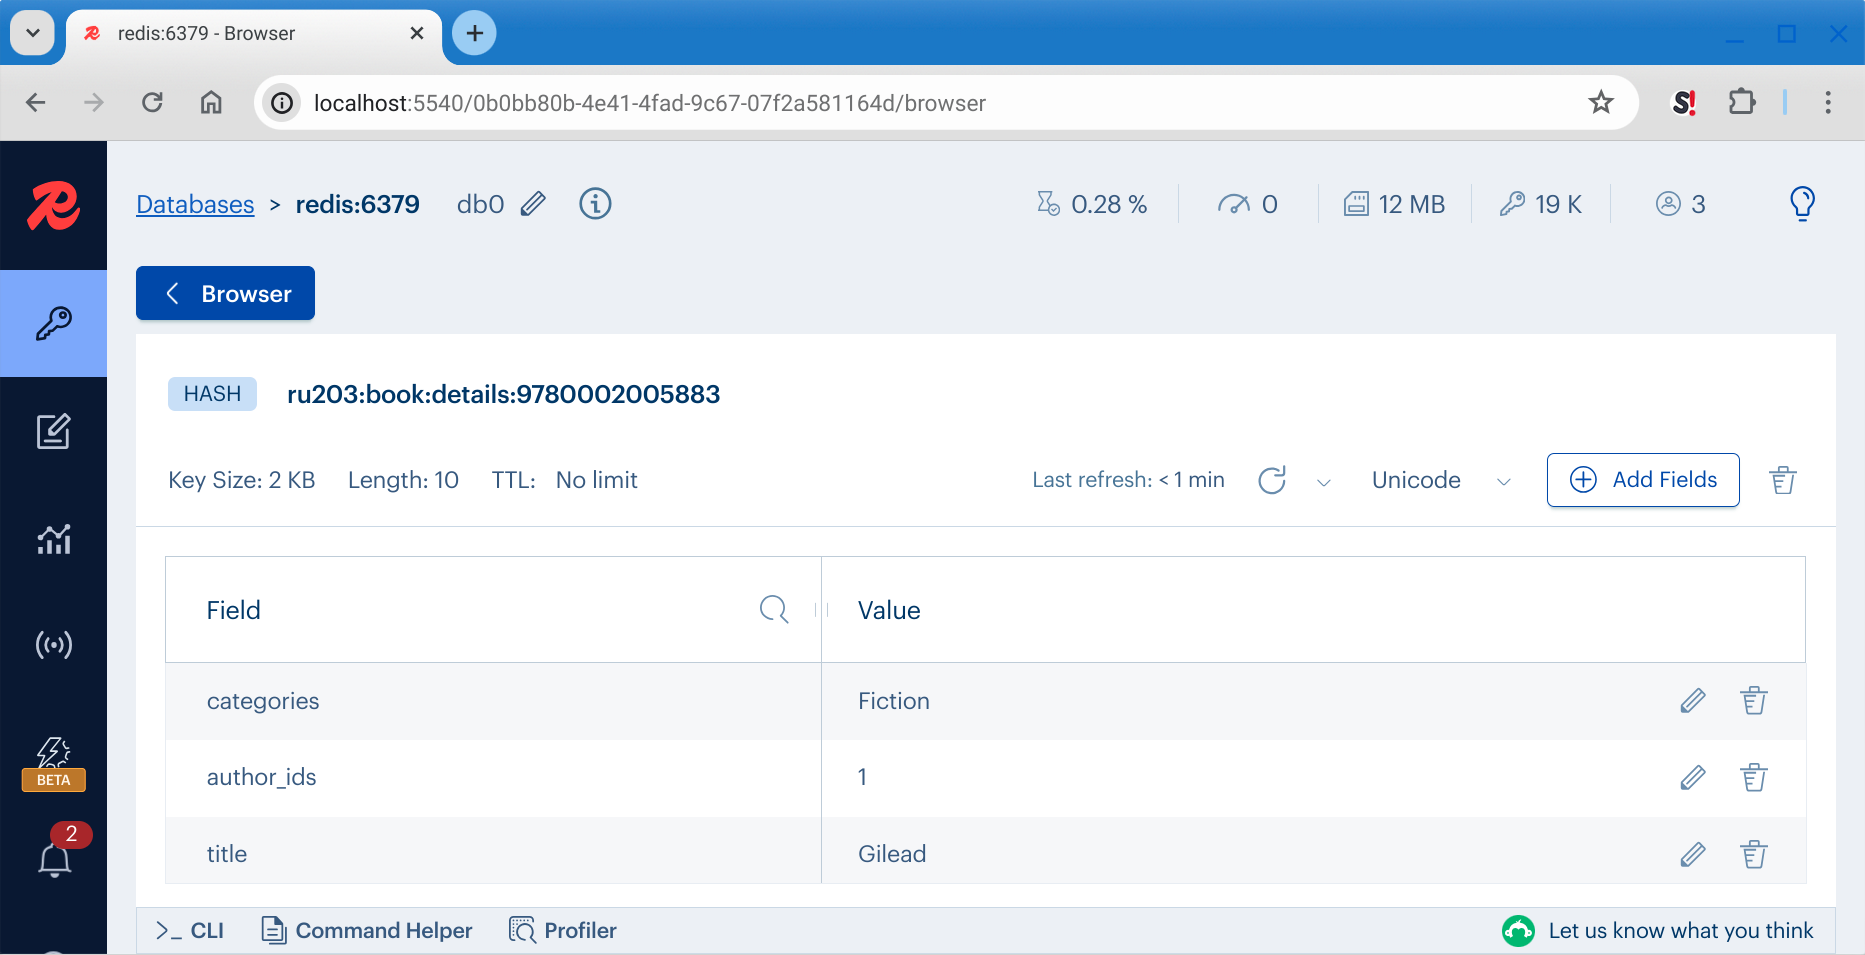 redis:6379 - Browser
localhost:5540/0b0bb80b-4e41-4fad-9c67-07f2a581164d/browser
S!
Databases > redis:6379 db0 0.28 % 0 12 MB 19 K 3
Browser
HASH ru203:book:details:9780002005883
Key Size: 2 KB Length: 10 TTL: No limit Last refresh: < 1 min Unicode Add Fields
Field Value
categories Fiction
author_ids 1
title Gilead
BETA
2
>_ CLI Command Helper Profiler Let us know what you think